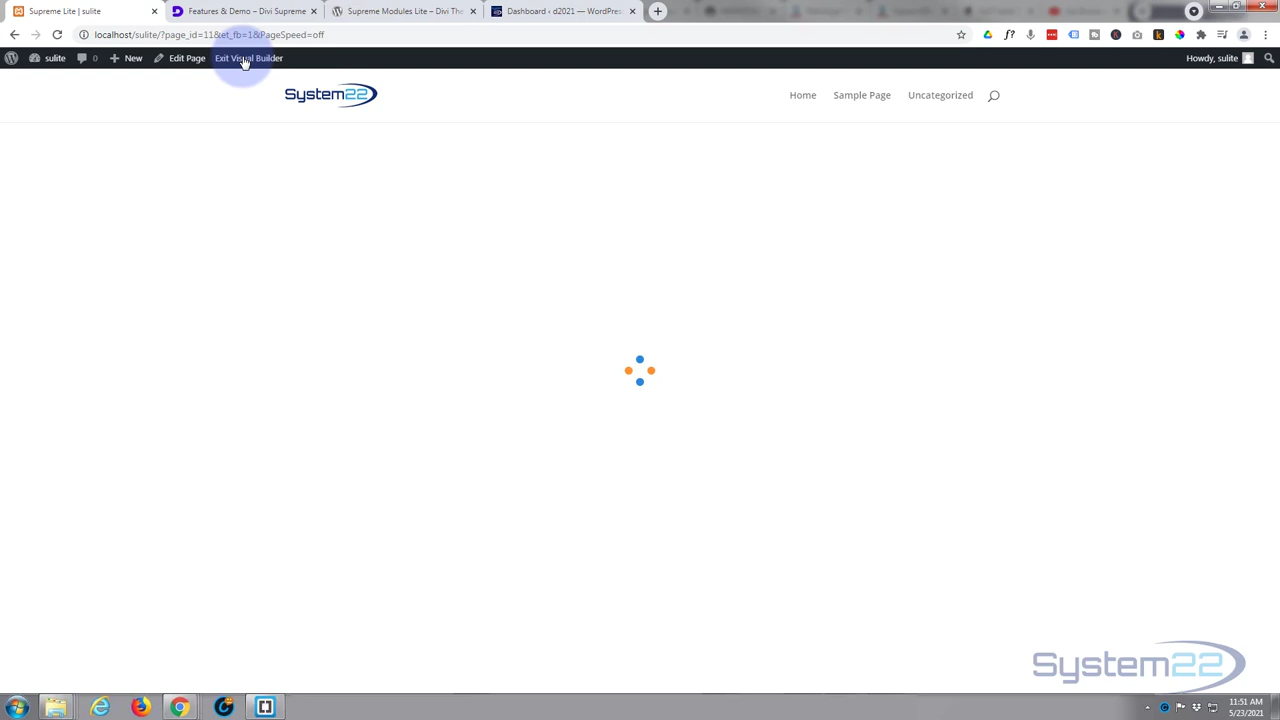 Supreme Lite | sulite
Features & Demo – Divi Supreme
Supreme Modules Lite – Divi The
Dashboard ‹ d2021 — WordPres
localhost/sulite/?page_id=11&et_fb=1&PageSpeed=off
sulite
0
New
Edit Page
Exit Visual Builder
Howdy, sulite
System22
Home
Sample Page
Uncategorized
System22
11:51 AM
5/23/2021